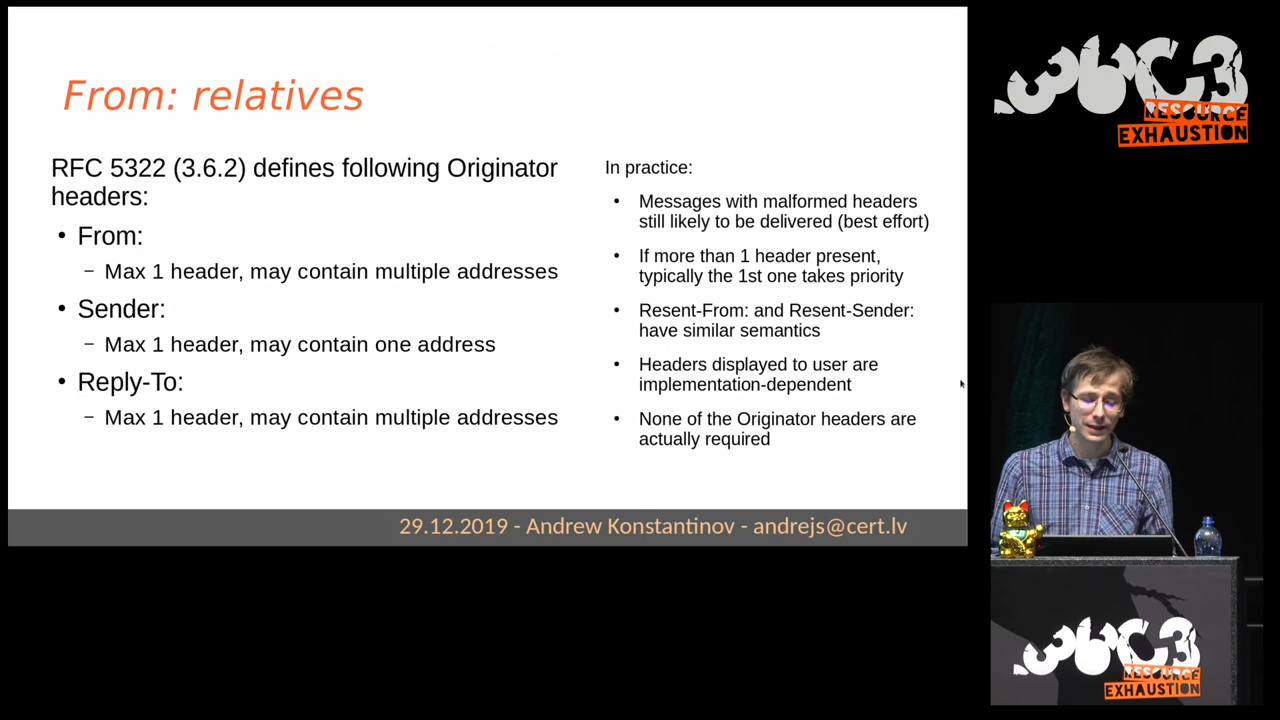 From: relatives
RFC 5322 (3.6.2) defines following Originator
headers:
• From:
– Max 1 header, may contain multiple addresses
• Sender:
– Max 1 header, may contain one address
• Reply-To:
– Max 1 header, may contain multiple addresses
In practice:
• Messages with malformed headers
still likely to be delivered (best effort)
• If more than 1 header present,
typically the 1st one takes priority
• Resent-From: and Resent-Sender:
have similar semantics
• Headers displayed to user are
implementation-dependent
• None of the Originator headers are
actually required
29.12.2019 - Andrew Konstantinov - andrejs@cert.lv
36C3
RESOURCE
EXHAUSTION
36C3
RESOURCE
EXHAUSTION